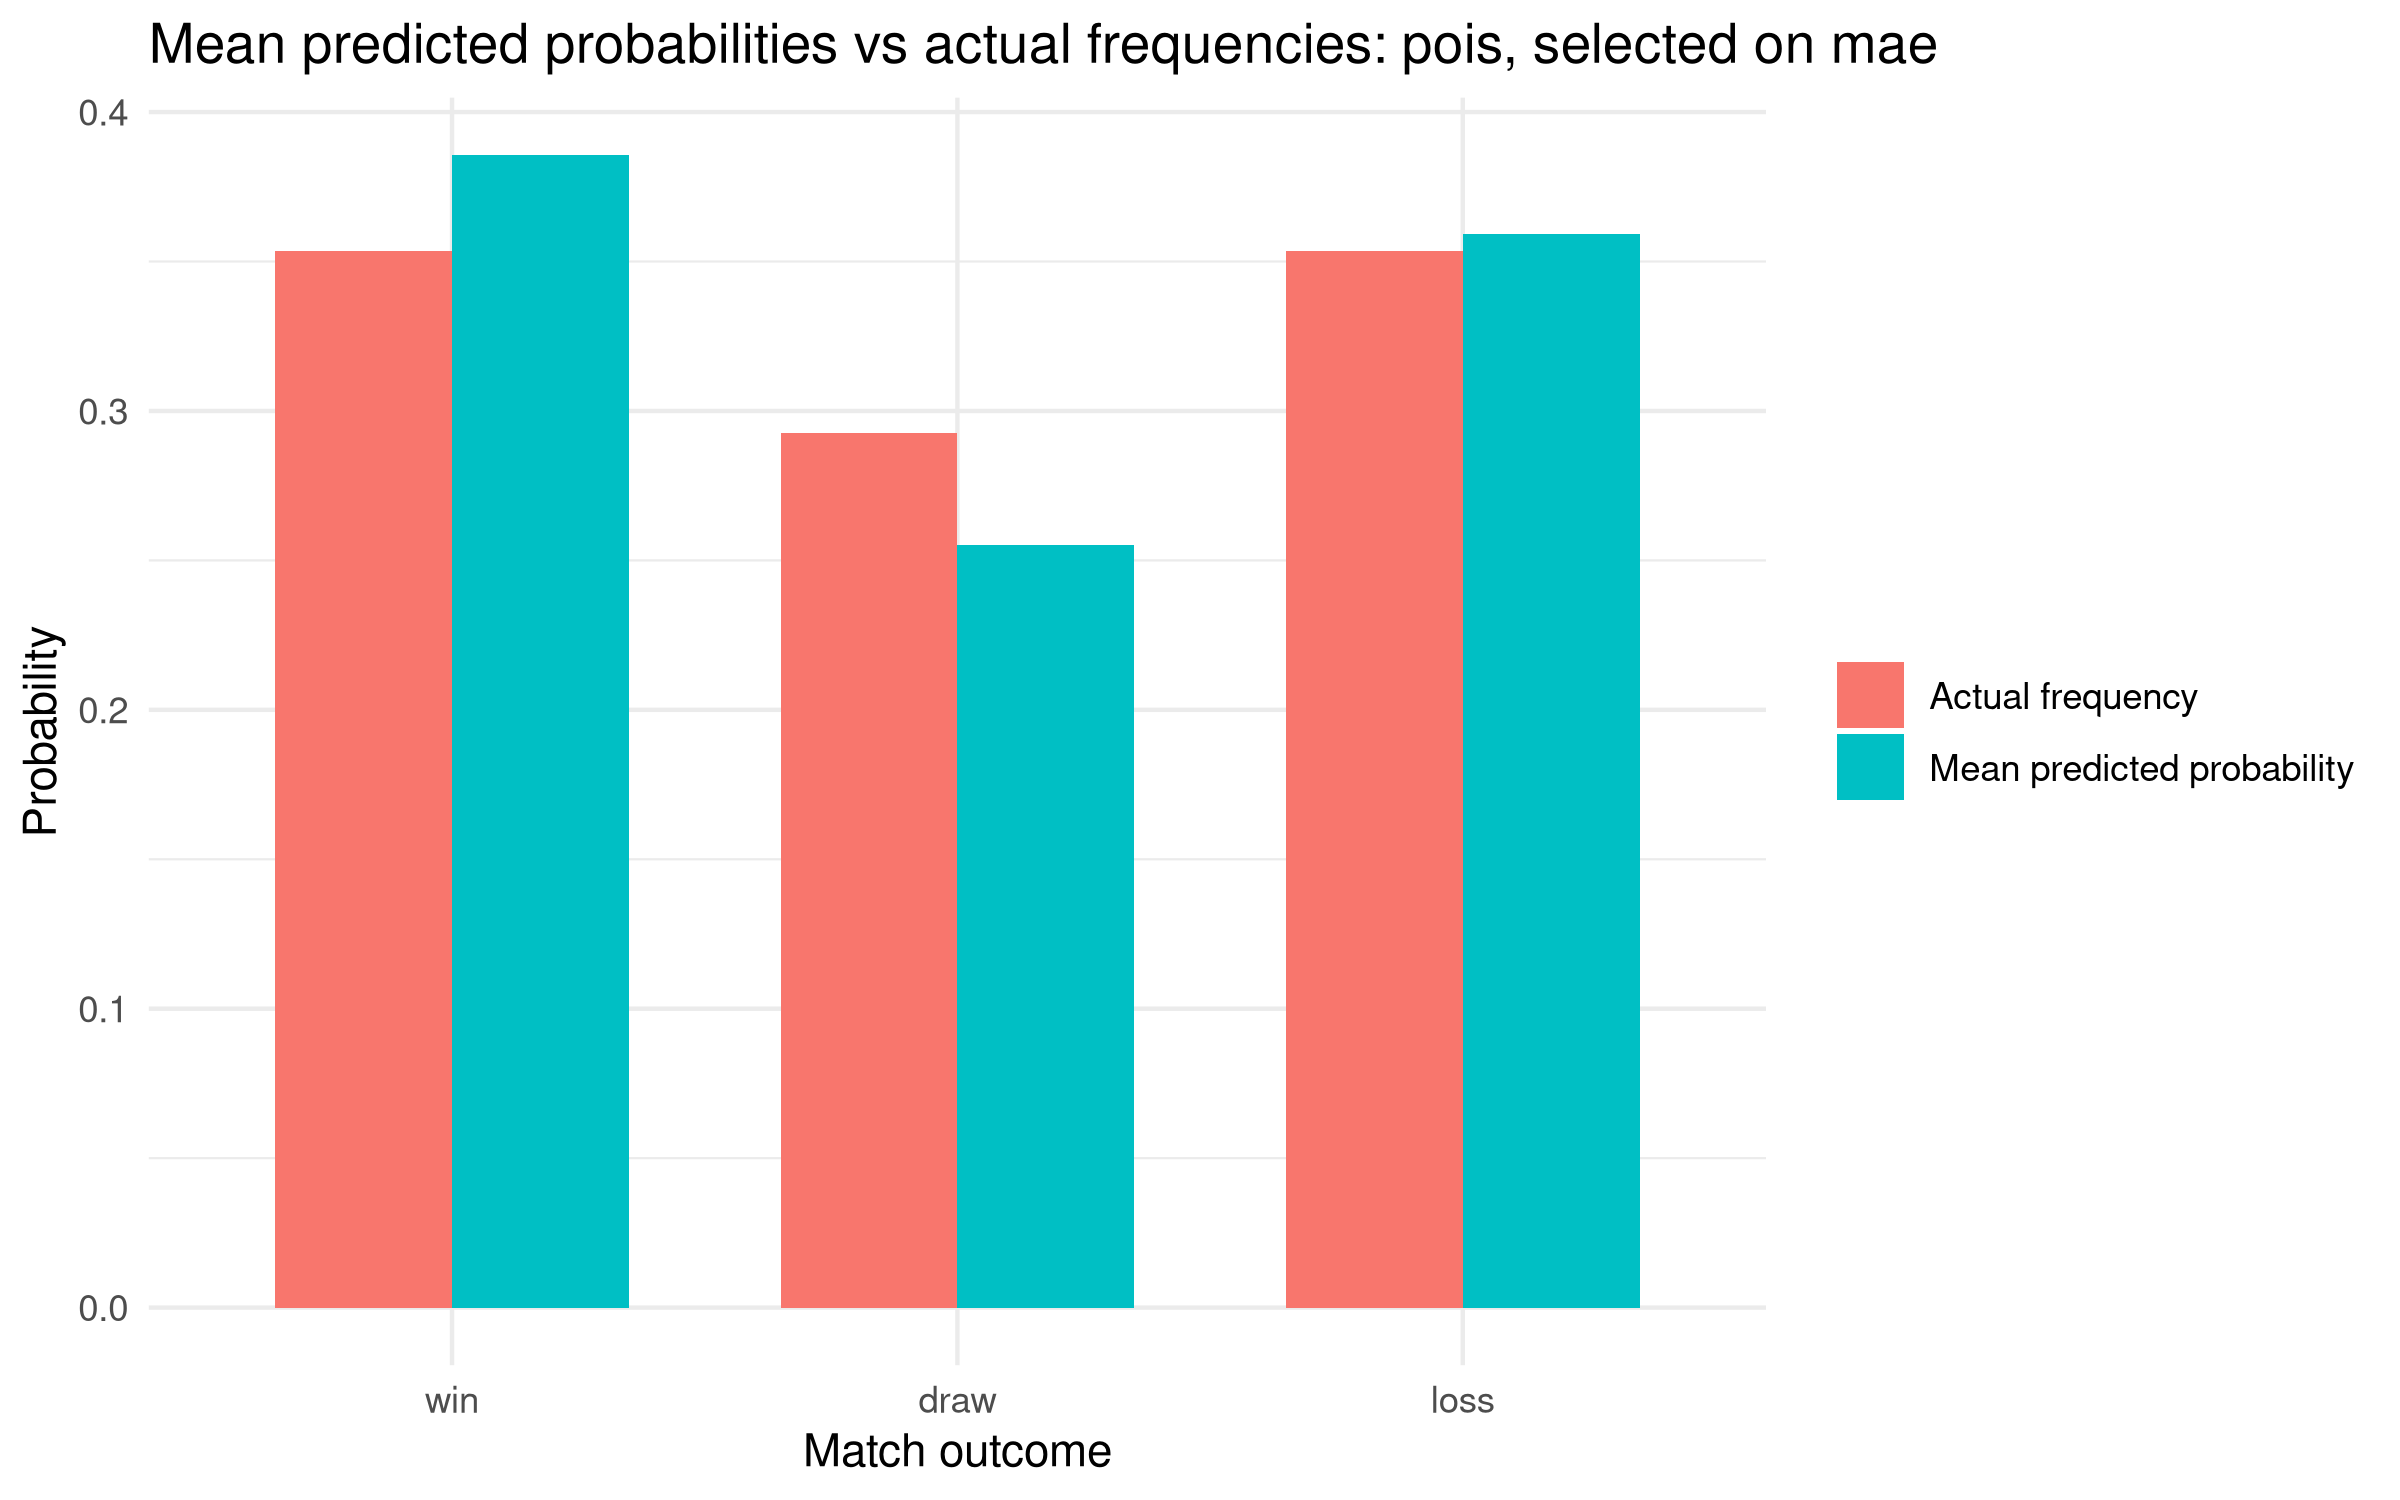 Mean predicted probabilities vs actual frequencies: pois, selected on mae
0.4
0.3
0.2
0.1
0.0
Probability
win draw loss
Match outcome
Actual frequency
Mean predicted probability